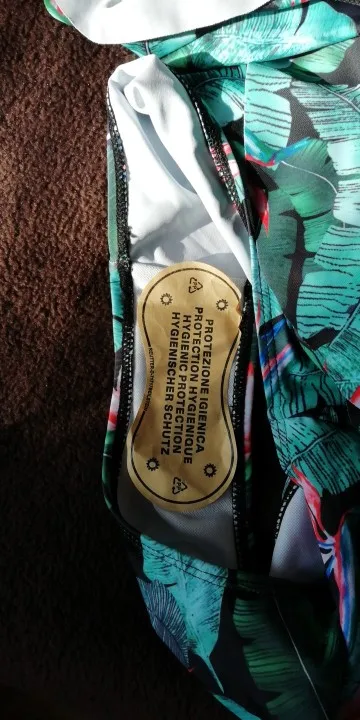 PROTEZIONE IGIENICA
PROTECTION HYGIENIQUE
HYGIENIC PROTECTION
HYGIENISCHER SCHUTZ